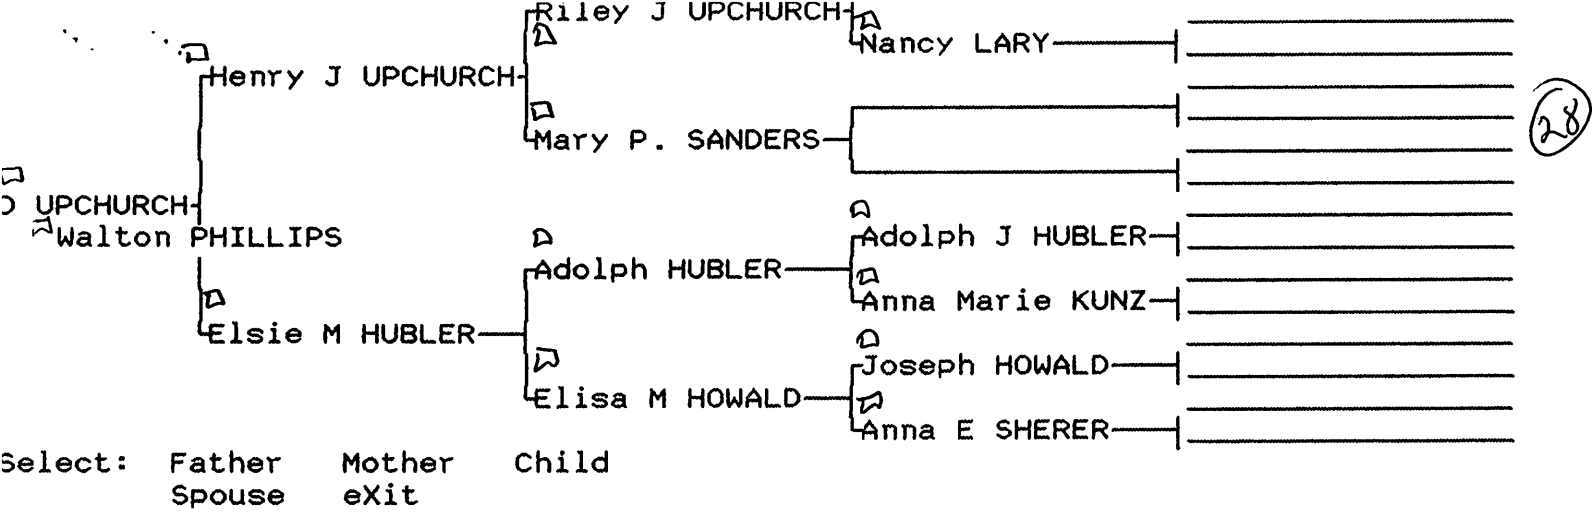 Riley J UPCHURCH
Nancy LARY
Henry J UPCHURCH
Mary P. SANDERS
28
UPCHURCH
Walton PHILLIPS
Adolph J HUBLER
Adolph HUBLER
Anna Marie KUNZ
Elsie M HUBLER
Joseph HOWALD
Elisa M HOWALD
Anna E SHERER
Select: Father Mother Child
Spouse eXit